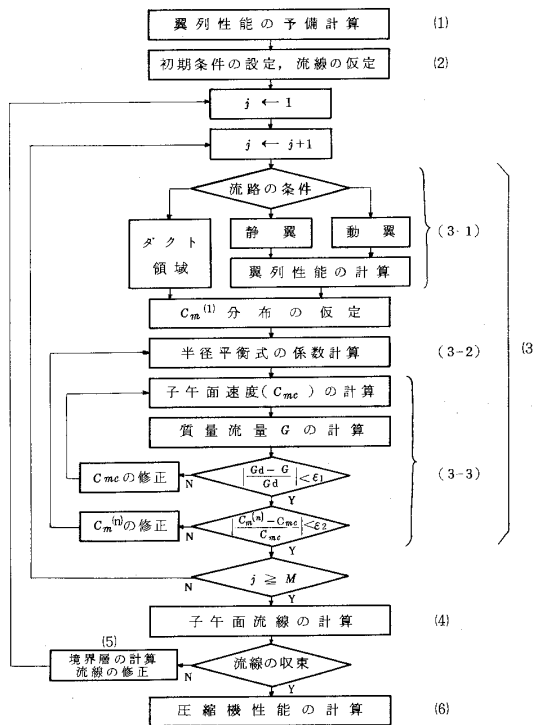 翼列性能の予備計算 (1)
初期条件の設定，流線の仮定 (2)
j ← 1
j ← j+1
流路の条件
ダクト
領域
静翼
動翼
翼列性能の計算
(3-1)
Cm(1) 分布の仮定
半径平衡式の係数計算 (3-2)
(3
子午面速度(Cmc)の計算
質量流量 G の計算
(3-3)
|Gd - G / Gd| < ε1
N
Cmcの修正
Y
|Cm(n) - Cmc / Cmc| < ε2
N
Cm(n)の修正
Y
j ≧ M
N
Y
子午面流線の計算 (4)
(5)
境界層の計算
流線の修正
N
流線の収束
Y
圧縮機性能の計算 (6)